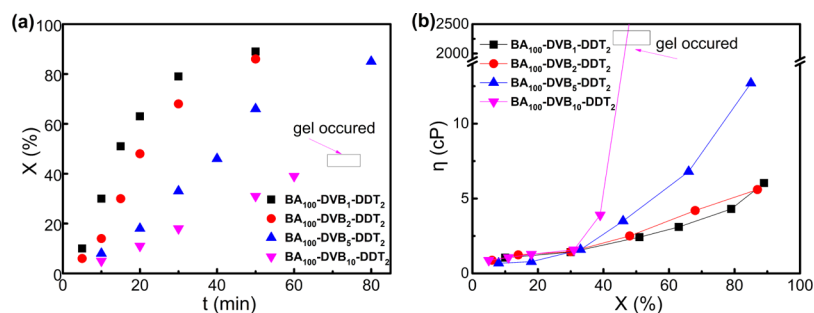 (a)
100
80
60
40
20
0
X (%)
0
20
40
60
80
t (min)
gel occured
BA100-DVB1-DDT2
BA100-DVB2-DDT2
BA100-DVB5-DDT2
BA100-DVB10-DDT2
(b)
2500
2250
10
5
0
η (cP)
0
20
40
60
80
100
X (%)
BA100-DVB1-DDT2
BA100-DVB2-DDT2
BA100-DVB5-DDT2
BA100-DVB10-DDT2
gel occured